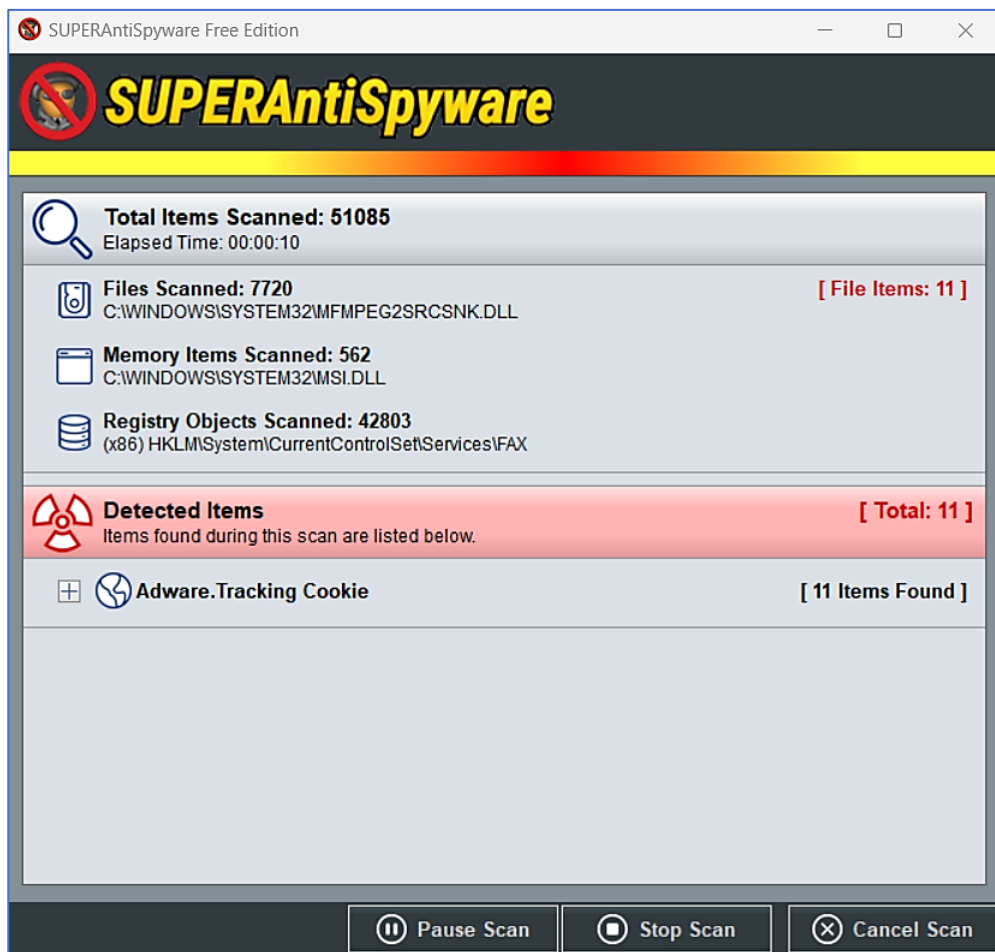 SUPERAntiSpyware Free Edition
SUPERAntiSpyware
Total Items Scanned: 51085
Elapsed Time: 00:00:10
Files Scanned: 7720
[ File Items: 11 ]
C:\WINDOWS\SYSTEM32\MFMPEG2SRCSNK.DLL
Memory Items Scanned: 562
C:\WINDOWS\SYSTEM32\MSI.DLL
Registry Objects Scanned: 42803
(x86) HKLM\System\CurrentControlSet\Services\FAX
Detected Items
[ Total: 11 ]
Items found during this scan are listed below.
Adware.Tracking Cookie
[ 11 Items Found ]
Pause Scan
Stop Scan
Cancel Scan